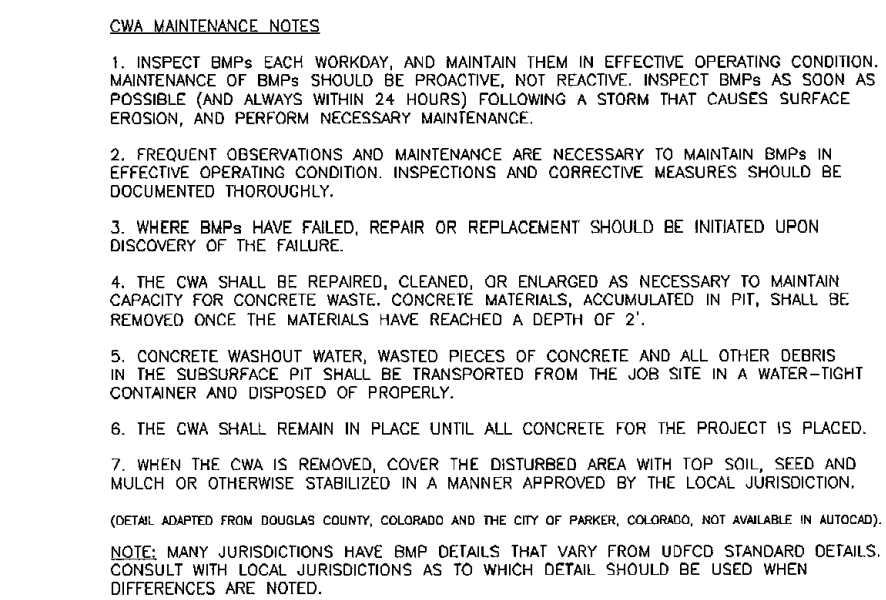 CWA MAINTENANCE NOTES
1. INSPECT BMPs EACH WORKDAY, AND MAINTAIN THEM IN EFFECTIVE OPERATING CONDITION.
MAINTENANCE OF BMPs SHOULD BE PROACTIVE, NOT REACTIVE. INSPECT BMPs AS SOON AS
POSSIBLE (AND ALWAYS WITHIN 24 HOURS) FOLLOWING A STORM THAT CAUSES SURFACE
EROSION, AND PERFORM NECESSARY MAINTENANCE.
2. FREQUENT OBSERVATIONS AND MAINTENANCE ARE NECESSARY TO MAINTAIN BMPs IN
EFFECTIVE OPERATING CONDITION. INSPECTIONS AND CORRECTIVE MEASURES SHOULD BE
DOCUMENTED THOROUGHLY.
3. WHERE BMPs HAVE FAILED, REPAIR OR REPLACEMENT SHOULD BE INITIATED UPON
DISCOVERY OF THE FAILURE.
4. THE CWA SHALL BE REPAIRED, CLEANED, OR ENLARGED AS NECESSARY TO MAINTAIN
CAPACITY FOR CONCRETE WASTE. CONCRETE MATERIALS, ACCUMULATED IN PIT, SHALL BE
REMOVED ONCE THE MATERIALS HAVE REACHED A DEPTH OF 2'.
5. CONCRETE WASHOUT WATER, WASTED PIECES OF CONCRETE AND ALL OTHER DEBRIS
IN THE SUBSURFACE PIT SHALL BE TRANSPORTED FROM THE JOB SITE IN A WATER-TIGHT
CONTAINER AND DISPOSED OF PROPERLY.
6. THE CWA SHALL REMAIN IN PLACE UNTIL ALL CONCRETE FOR THE PROJECT IS PLACED.
7. WHEN THE CWA IS REMOVED, COVER THE DISTURBED AREA WITH TOP SOIL, SEED AND
MULCH OR OTHERWISE STABILIZED IN A MANNER APPROVED BY THE LOCAL JURISDICTION.
(DETAIL ADAPTED FROM DOUGLAS COUNTY, COLORADO AND THE CITY OF PARKER, COLORADO, NOT AVAILABLE IN AUTOCAD).
NOTE: MANY JURISDICTIONS HAVE BMP DETAILS THAT VARY FROM UDFCD STANDARD DETAILS.
CONSULT WITH LOCAL JURISDICTIONS AS TO WHICH DETAIL SHOULD BE USED WHEN
DIFFERENCES ARE NOTED.